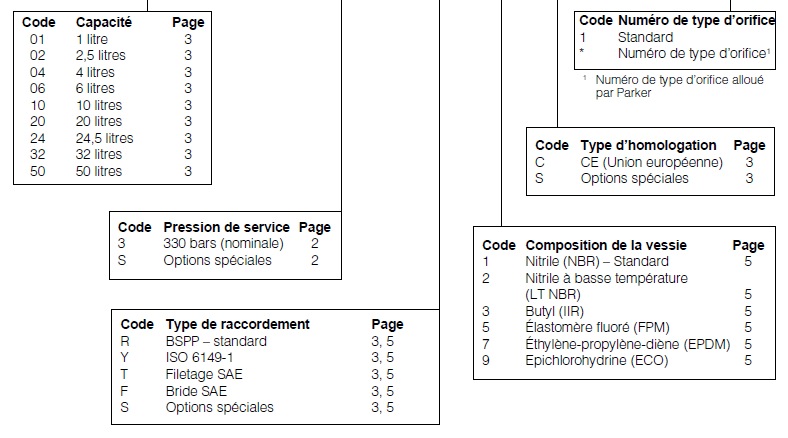 Code Capacité Page
01 1 litre 3
02 2,5 litres 3
04 4 litres 3
06 6 litres 3
10 10 litres 3
20 20 litres 3
24 24,5 litres 3
32 32 litres 3
50 50 litres 3
Code Numéro de type d'orifice
1 Standard
* Numéro de type d'orifice¹
¹ Numéro de type d'orifice alloué
par Parker
Code Type d'homologation Page
C CE (Union européenne) 3
S Options spéciales 3
Code Pression de service Page
3 330 bars (nominale) 2
S Options spéciales 2
Code Composition de la vessie Page
1 Nitrile (NBR) – Standard 5
2 Nitrile à basse température
(LT NBR) 5
3 Butyl (IIR) 5
5 Élastomère fluoré (FPM) 5
7 Éthylène-propylène-diène (EPDM) 5
9 Epichlorohydrine (ECO) 5
Code Type de raccordement Page
R BSPP – standard 3, 5
Y ISO 6149-1 3, 5
T Filetage SAE 3, 5
F Bride SAE 3, 5
S Options spéciales 3, 5